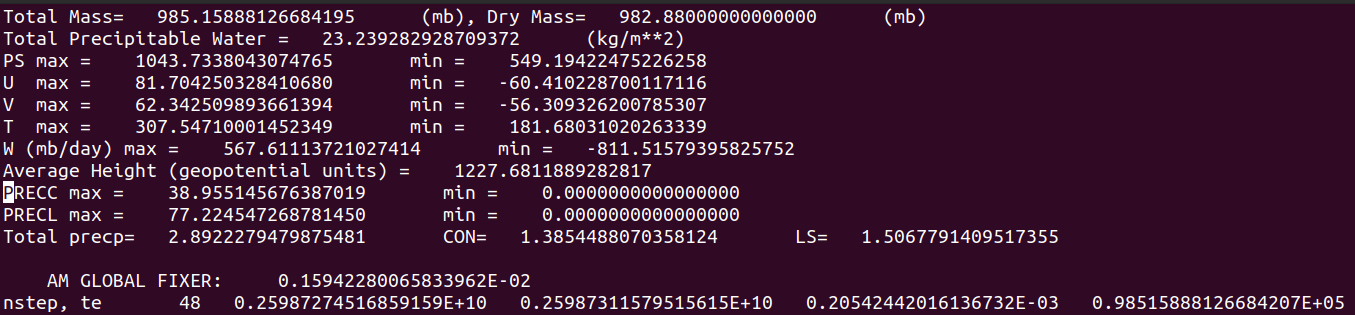 Total Mass=   985.15888126684195      (mb), Dry Mass=   982.88000000000000      (mb)
Total Precipitable Water =   23.239282928709372      (kg/m**2)
PS max =    1043.7338043074765       min =   549.19422475226258
U  max =    81.704250328410680       min =  -60.410228700117116
V  max =    62.342509893661394       min =  -56.309326200785307
T  max =    307.54710001452349       min =   181.68031020263339
W (mb/day) max =    567.61113721027414       min =   -811.51579395825752
Average Height (geopotential units) =    1227.6811889282817
PRECC max =    38.955145676387019       min =    0.0000000000000000
PRECL max =    77.224547268781450       min =    0.0000000000000000
Total precp=   2.8922279479875481       CON=   1.3854488070358124       LS=   1.5067791409517355
    AM GLOBAL FIXER:     0.15942280065833962E-02
nstep, te       48   0.25987274516859159E+10   0.25987311579515615E+10   0.20542442016136732E-03   0.98515888126684207E+05